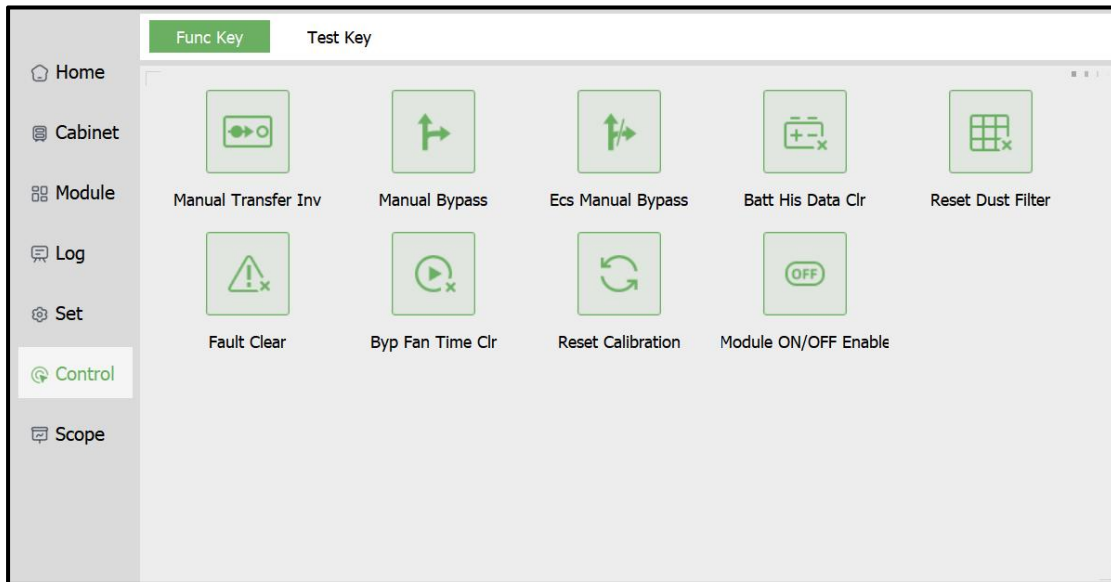 Func Key Test Key
Home
Cabinet
Module
Log
Set
Control
Scope
Manual Transfer Inv Manual Bypass Ecs Manual Bypass Batt His Data Clr Reset Dust Filter
OFF
Fault Clear Byp Fan Time Clr Reset Calibration Module ON/OFF Enable